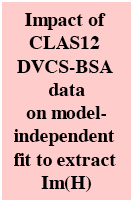 Impact of
CLAS12
DVCS-BSA
data
on model-
independent
fit to extract
Im(H)